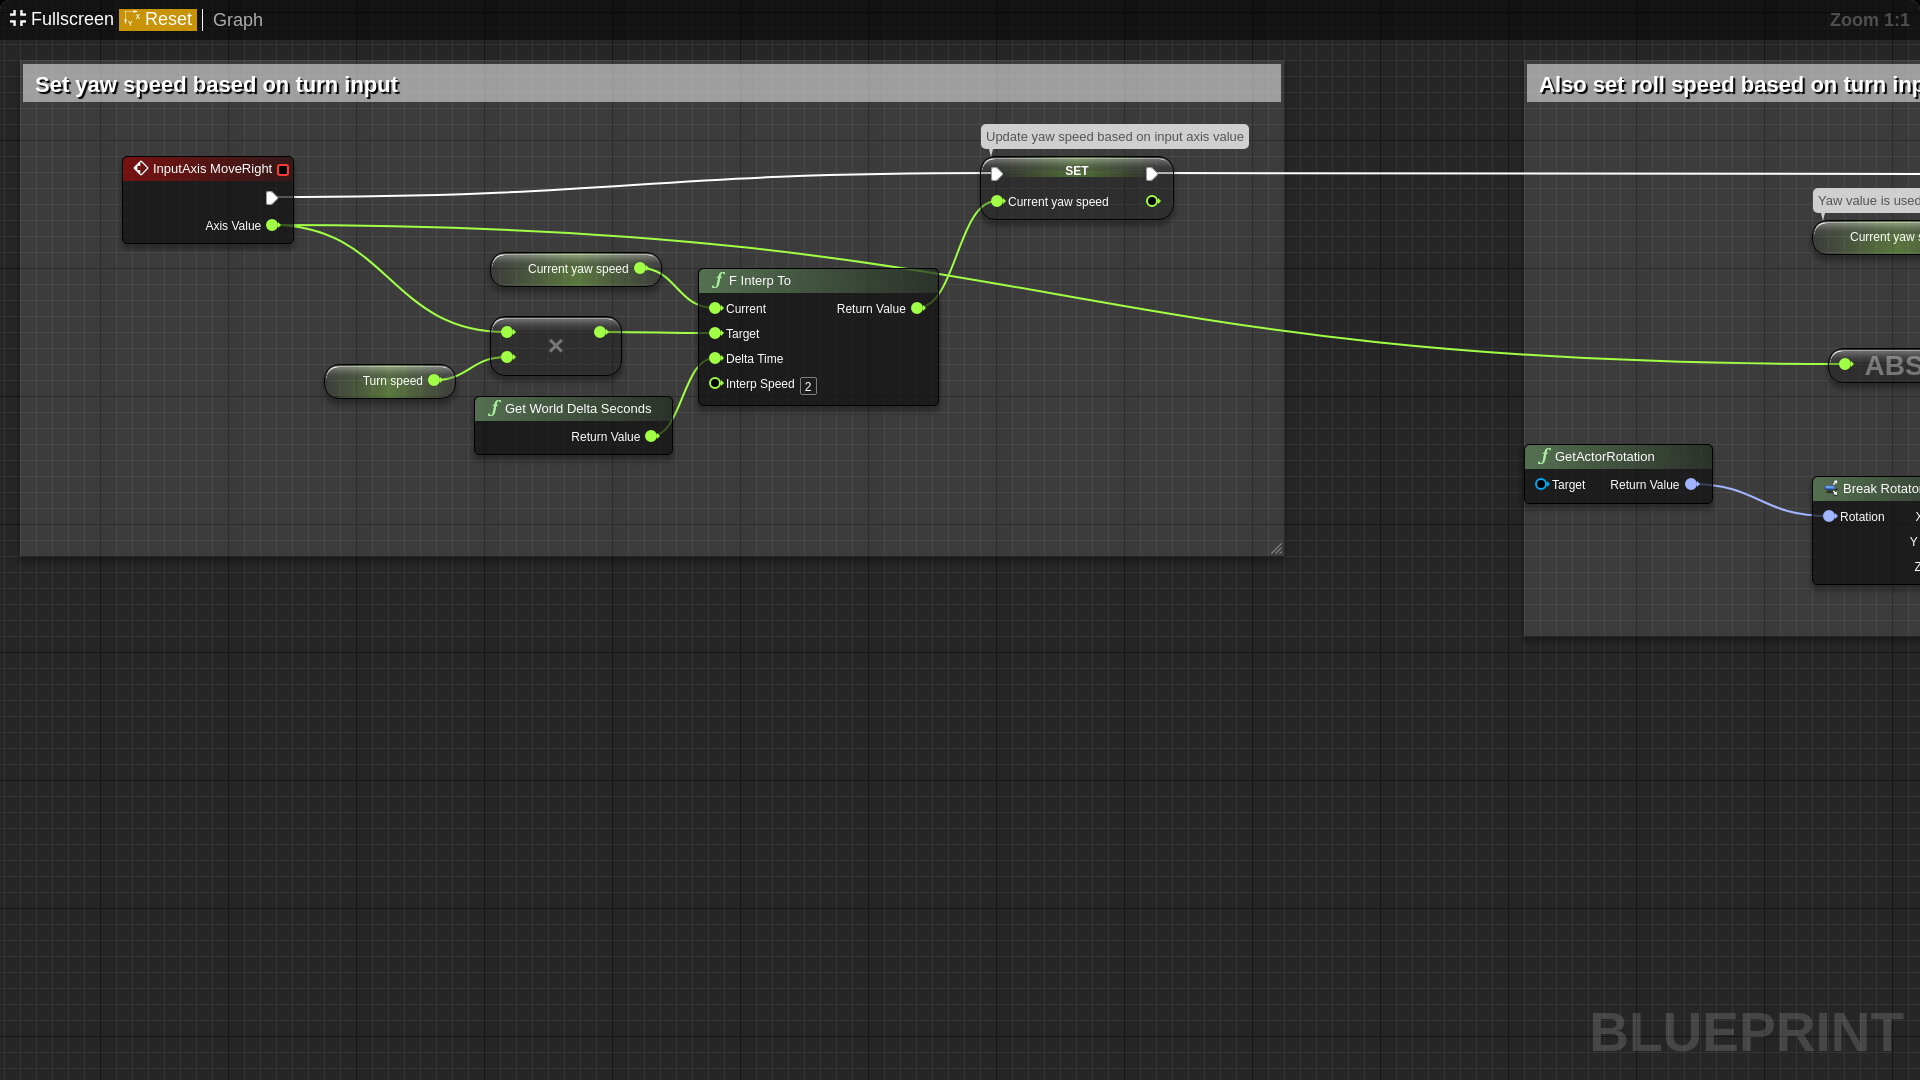 Fullscreen Reset Graph
Zoom 1:1
Set yaw speed based on turn input
Also set roll speed based on turn inp
Update yaw speed based on input axis value
InputAxis MoveRight
Axis Value
SET
Current yaw speed
Yaw value is used
Current yaw s
Current yaw speed
F Interp To
Current
Return Value
Target
Delta Time
Interp Speed 2
×
Turn speed
Get World Delta Seconds
Return Value
ABS
GetActorRotation
Target
Return Value
Break Rotator
Rotation
X
Y
Z
BLUEPRINT